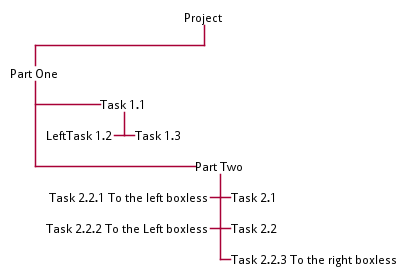 Project
Part One
Task 1.1
LeftTask 1.2 Task 1.3
Part Two
Task 2.2.1 To the left boxless Task 2.1
Task 2.2.2 To the Left boxless Task 2.2
Task 2.2.3 To the right boxless